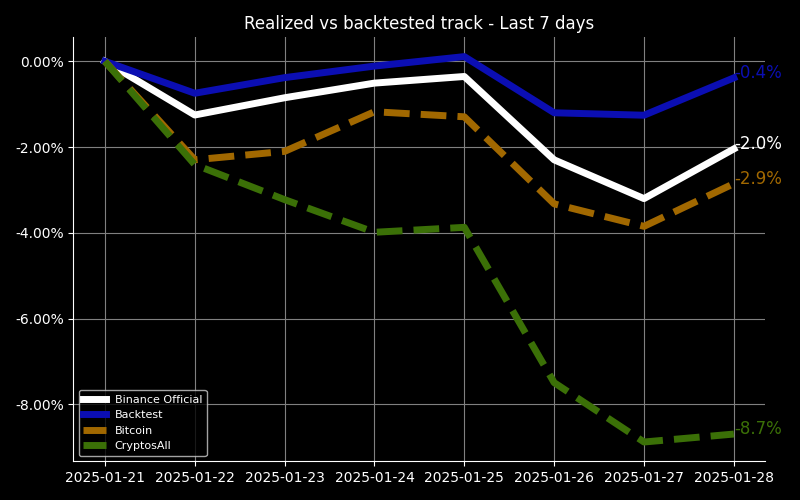 Realized vs backtested track - Last 7 days
0.00%
-2.00%
-4.00%
-6.00%
-8.00%
-0.4%
-2.0%
-2.9%
-8.7%
Binance Official
Backtest
Bitcoin
CryptosAll
2025-01-21 2025-01-22 2025-01-23 2025-01-24 2025-01-25 2025-01-26 2025-01-27 2025-01-28